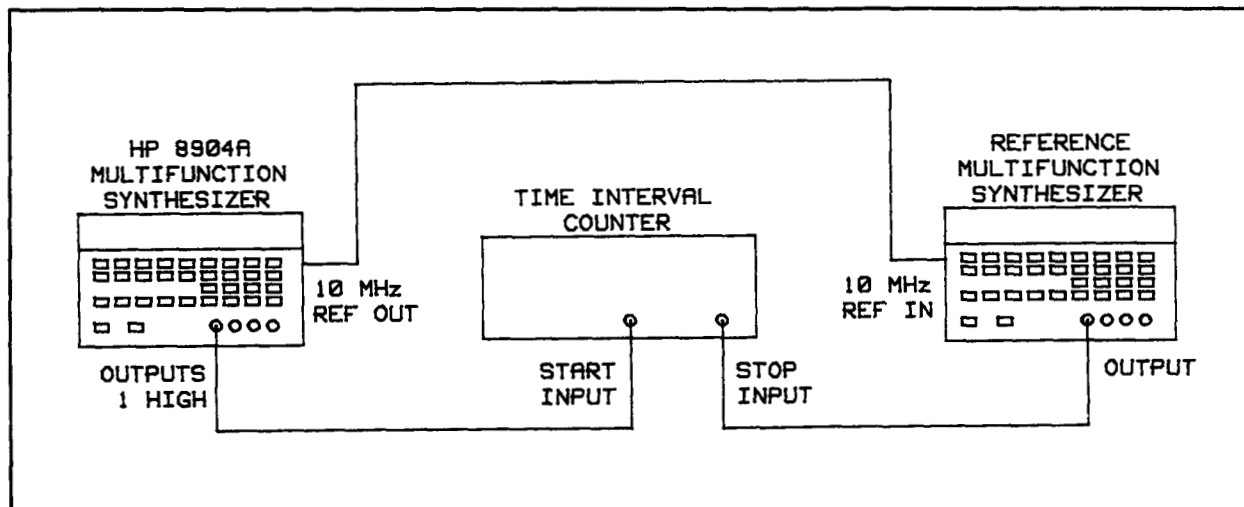 HP 8904A
MULTIFUNCTION
SYNTHESIZER
TIME INTERVAL
COUNTER
REFERENCE
MULTIFUNCTION
SYNTHESIZER
10 MHz
REF OUT
10 MHz
REF IN
OUTPUTS
1 HIGH
START
INPUT
STOP
INPUT
OUTPUT